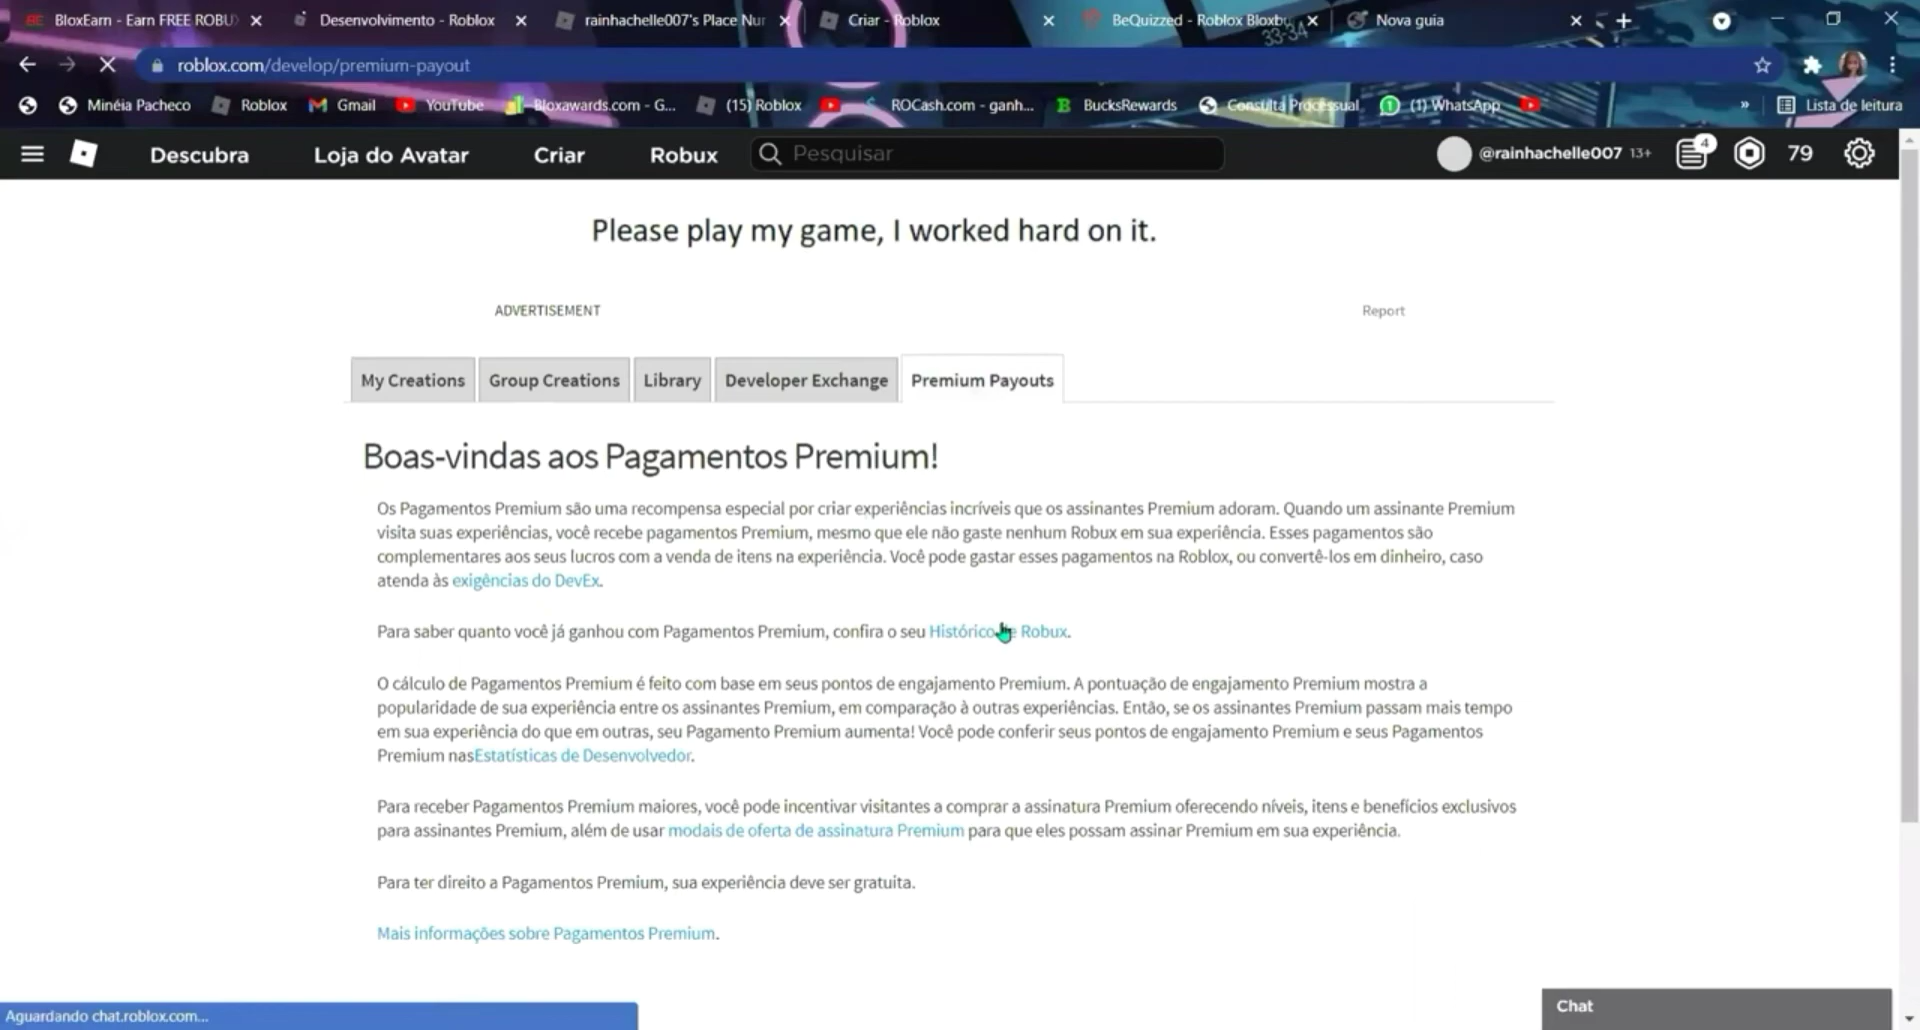 BloxEarn - Earn FREE ROBU
Desenvolvimento - Roblox
rainhachelle007's Place Nur
Criar - Roblox
BeQuizzed - Roblox Bloxbu
33-34
Nova guia
roblox.com/develop/premium-payout
Minéia Pacheco
Roblox
Gmail
YouTube
Bloxawards.com - G...
(15) Roblox
ROCash.com - ganh...
BucksRewards
Consulta Processual
(1) WhatsApp
»
Lista de leitura
Descubra
Loja do Avatar
Criar
Robux
Pesquisar
@rainhachelle007 13+
4
79
Please play my game, I worked hard on it.
ADVERTISEMENT
Report
My Creations
Group Creations
Library
Developer Exchange
Premium Payouts
Boas-vindas aos Pagamentos Premium!
Os Pagamentos Premium são uma recompensa especial por criar experiências incríveis que os assinantes Premium adoram. Quando um assinante Premium
visita suas experiências, você recebe pagamentos Premium, mesmo que ele não gaste nenhum Robux em sua experiência. Esses pagamentos são
complementares aos seus lucros com a venda de itens na experiência. Você pode gastar esses pagamentos na Roblox, ou convertê-los em dinheiro, caso
atenda às exigências do DevEx.
Para saber quanto você já ganhou com Pagamentos Premium, confira o seu Histórico Robux.
O cálculo de Pagamentos Premium é feito com base em seus pontos de engajamento Premium. A pontuação de engajamento Premium mostra a
popularidade de sua experiência entre os assinantes Premium, em comparação à outras experiências. Então, se os assinantes Premium passam mais tempo
em sua experiência do que em outras, seu Pagamento Premium aumenta! Você pode conferir seus pontos de engajamento Premium e seus Pagamentos
Premium nasEstatísticas de Desenvolvedor.
Para receber Pagamentos Premium maiores, você pode incentivar visitantes a comprar a assinatura Premium oferecendo níveis, itens e benefícios exclusivos
para assinantes Premium, além de usar modais de oferta de assinatura Premium para que eles possam assinar Premium em sua experiência.
Para ter direito a Pagamentos Premium, sua experiência deve ser gratuita.
Mais informações sobre Pagamentos Premium.
Aguardando chat.roblox.com...
Chat